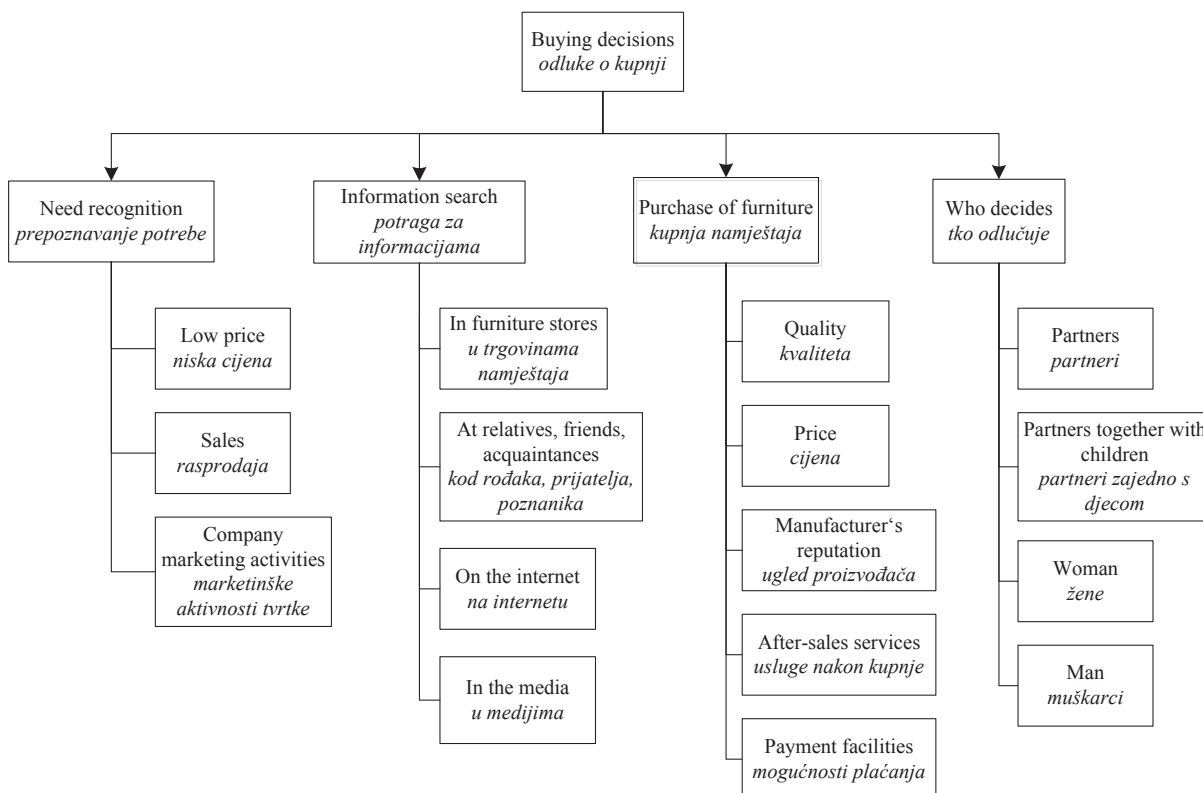 Buying decisions
odluke o kupnji
Need recognition
prepoznavanje potrebe
Low price
niska cijena
Sales
rasprodaja
Company
marketing activities
marketinške
aktivnosti tvrtke
Information search
potraga za
informacijama
In furniture stores
u trgovinama
namještaja
At relatives, friends,
acquaintances
kod rođaka, prijatelja,
poznanika
On the internet
na internetu
In the media
u medijima
Purchase of furniture
kupnja namještaja
Quality
kvaliteta
Price
cijena
Manufacturer‘s
reputation
ugled proizvođača
After-sales services
usluge nakon kupnje
Payment facilities
mogućnosti plaćanja
Who decides
tko odlučuje
Partners
partneri
Partners together with
children
partneri zajedno s
djecom
Woman
žene
Man
muškarci